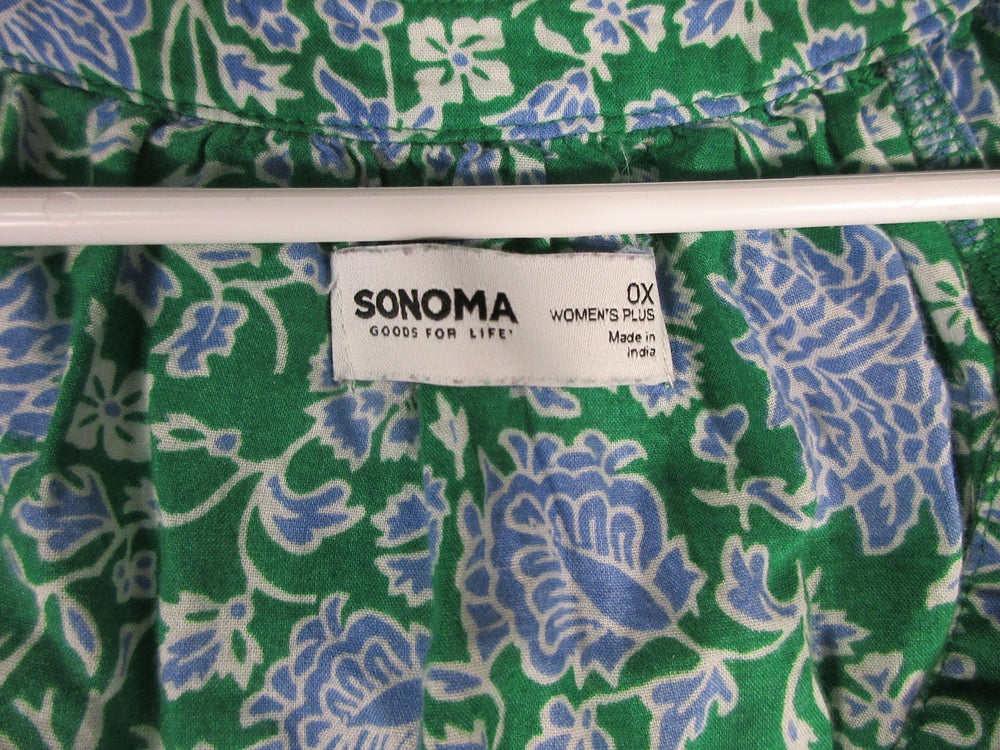 SONOMA
GOODS FOR LIFE
0X
WOMEN'S PLUS
Made in
India